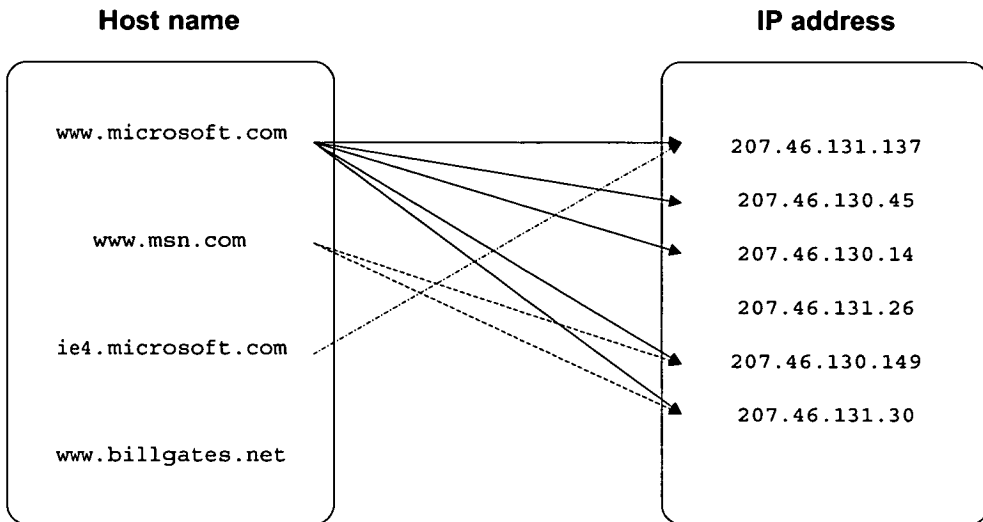 Host name
IP address
www.microsoft.com
www.msn.com
ie4.microsoft.com
www.billgates.net
207.46.131.137
207.46.130.45
207.46.130.14
207.46.131.26
207.46.130.149
207.46.131.30